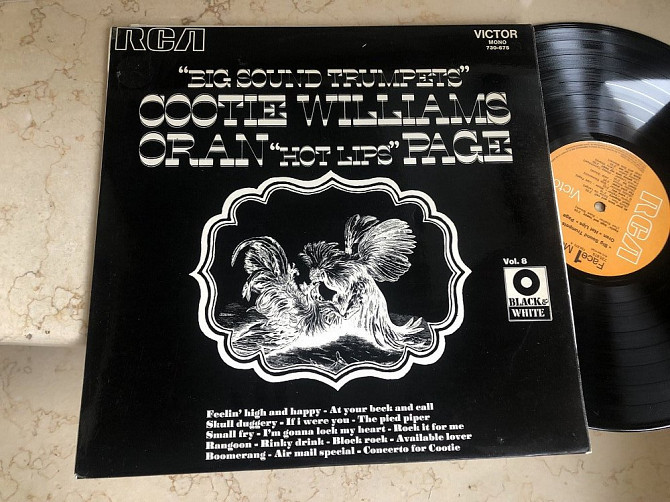 RCA
VICTOR
MONO
730-675
"BIG SOUND TRUMPETS"
COOTIE WILLIAMS
ORAN "HOT LIPS" PAGE
Vol. 8
BLACK &
WHITE
Feelin' high and happy - At your beck and call
Skull duggery - If i were you - The pied piper
Small fry - I'm gonna lock my heart - Rock it for me
Rangoon - Rinky drink - Block rock - Available lover
Boomerang - Air mail special - Concerto for Cootie
RCA
Victor
Face 1